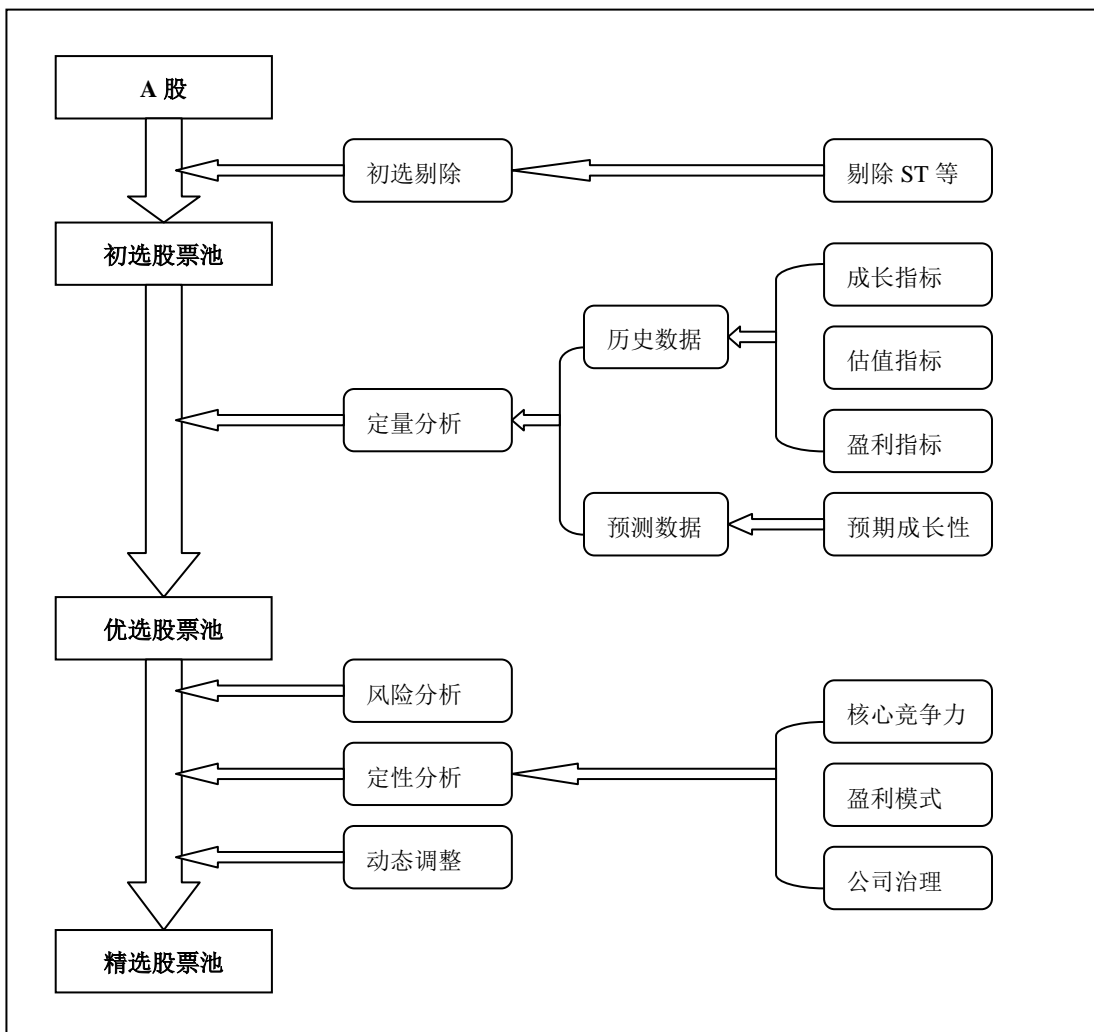 A 股
初选剔除
剔除 ST 等
初选股票池
成长指标
历史数据
估值指标
定量分析
盈利指标
预测数据
预期成长性
优选股票池
风险分析
核心竞争力
定性分析
盈利模式
动态调整
公司治理
精选股票池